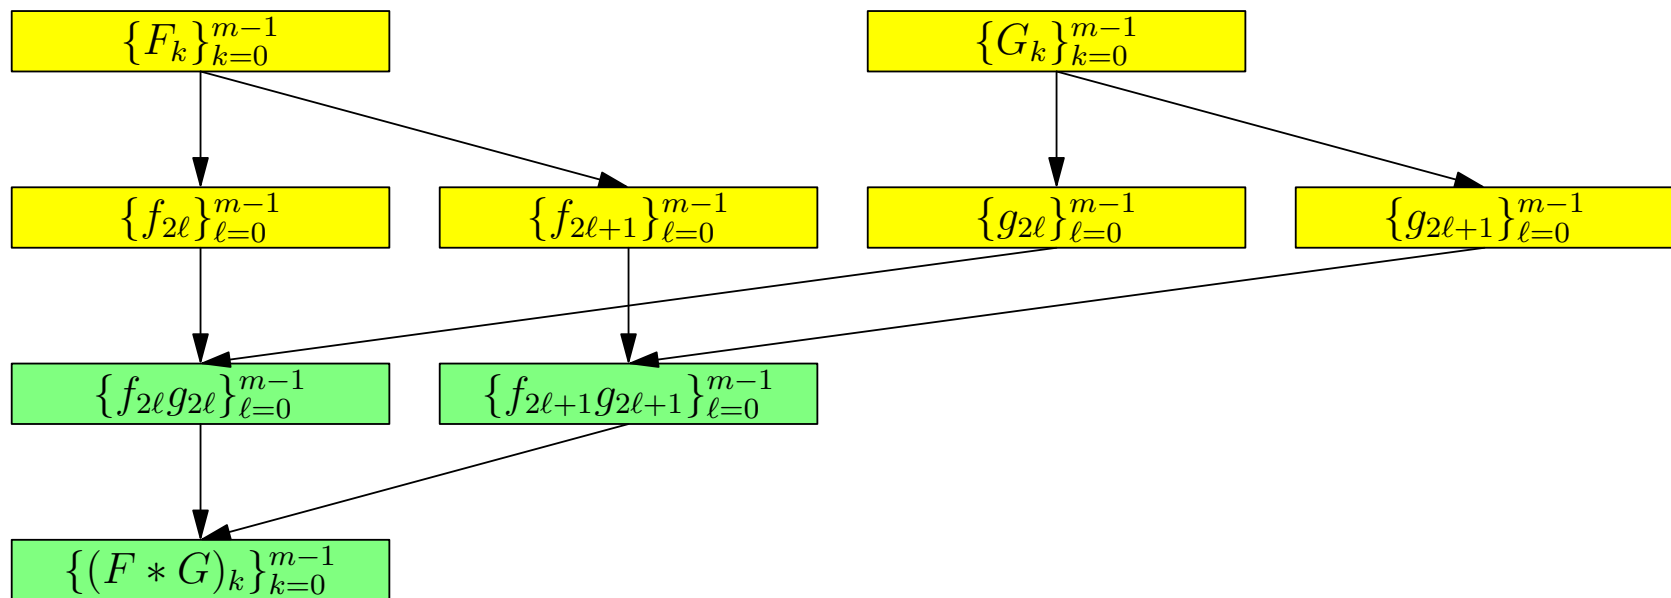 {F_k}_{k=0}^{m−1} {G_k}_{k=0}^{m−1}
{f_{2ℓ}}_{ℓ=0}^{m−1} {f_{2ℓ+1}}_{ℓ=0}^{m−1} {g_{2ℓ}}_{ℓ=0}^{m−1} {g_{2ℓ+1}}_{ℓ=0}^{m−1}
{f_{2ℓ}g_{2ℓ}}_{ℓ=0}^{m−1} {f_{2ℓ+1}g_{2ℓ+1}}_{ℓ=0}^{m−1}
{(F ∗ G)_k}_{k=0}^{m−1}